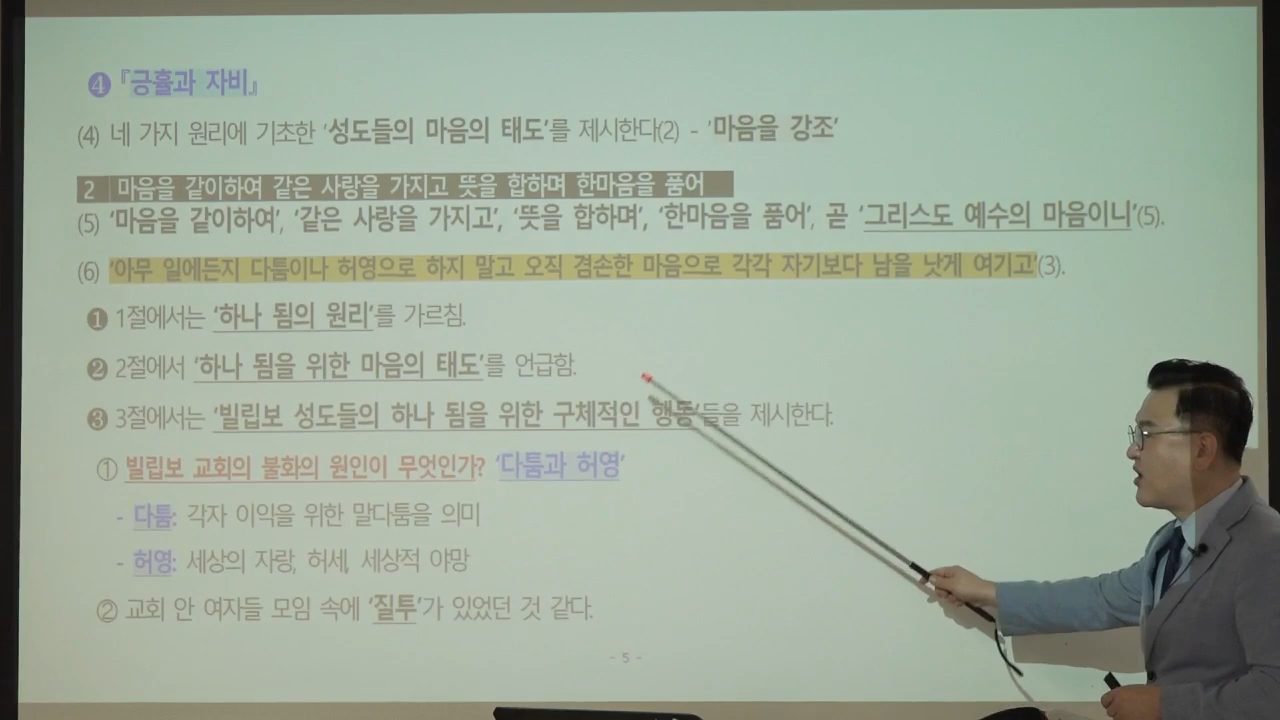 ❹『긍휼과 자비』
(4) 네 가지 원리에 기초한 ‘성도들의 마음의 태도’를 제시한다(2) - ‘마음을 강조’
2 마음을 같이하여 같은 사랑을 가지고 뜻을 합하며 한마음을 품어
(5) ‘마음을 같이하여’, ‘같은 사랑을 가지고’, ‘뜻을 합하며’, ‘한마음을 품어’, 곧 ‘그리스도 예수의 마음이니’(5).
(6) ‘아무 일에든지 다툼이나 허영으로 하지 말고 오직 겸손한 마음으로 각각 자기보다 남을 낫게 여기고’(3).
❶ 1절에서는 ‘하나 됨의 원리’를 가르침.
❷ 2절에서 ‘하나 됨을 위한 마음의 태도’를 언급함.
❸ 3절에서는 ‘빌립보 성도들의 하나 됨을 위한 구체적인 행동’들을 제시한다.
① 빌립보 교회의 불화의 원인이 무엇인가? ‘다툼과 허영’
- 다툼: 각자 이익을 위한 말다툼을 의미
- 허영: 세상의 자랑, 허세, 세상적 야망
② 교회 안 여자들 모임 속에 ‘질투’가 있었던 것 같다.
- 5 -